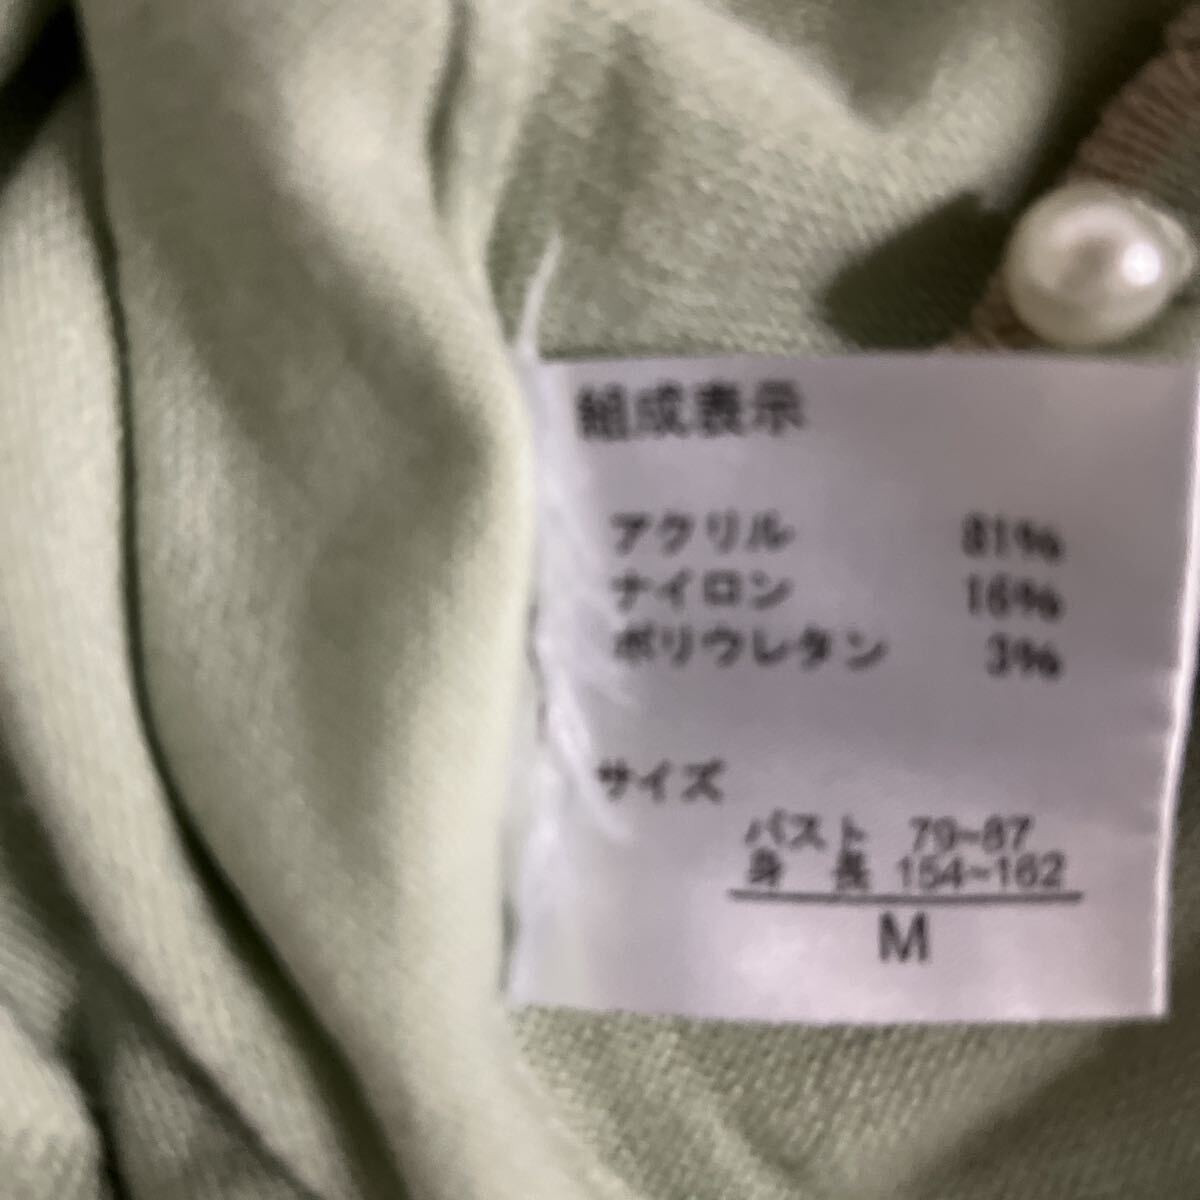 組成表示
アクリル 81%
ナイロン 16%
ポリウレタン 3%
サイズ
バスト 79~87
身 長 154~162
M